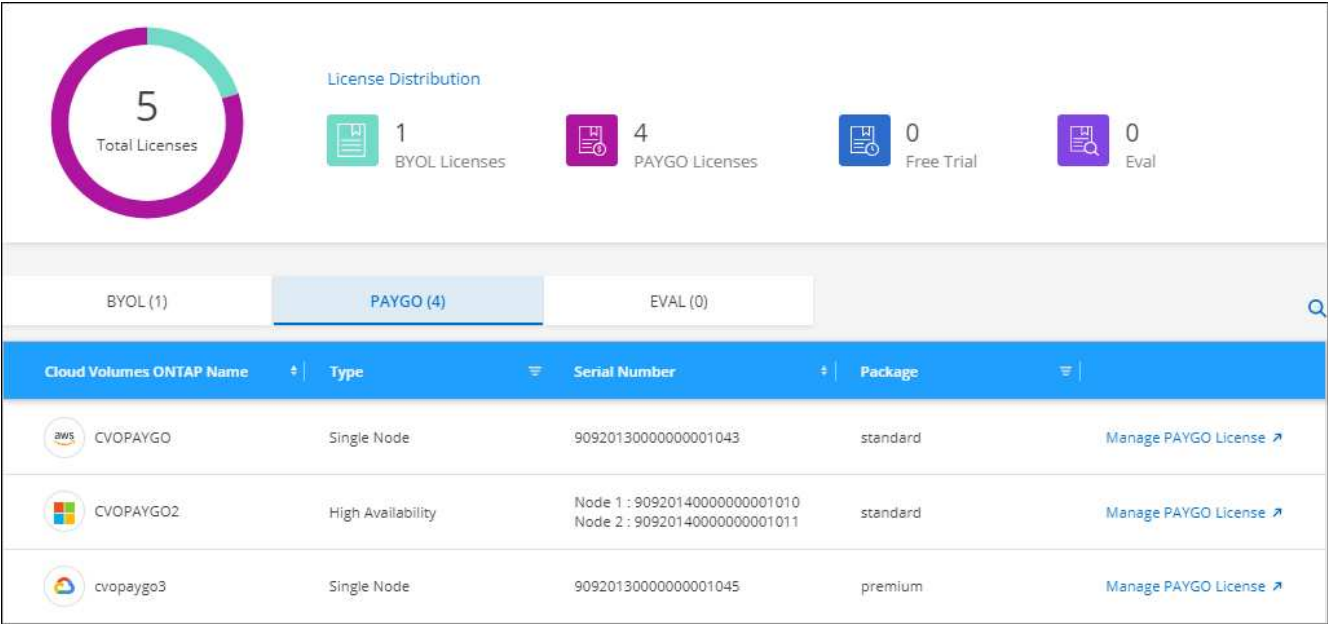 5
Total Licenses
License Distribution
1
BYOL Licenses
4
PAYGO Licenses
0
Free Trial
0
Eval
BYOL (1)
PAYGO (4)
EVAL (0)
Cloud Volumes ONTAP Name
Type
Serial Number
Package
aws CVOPAYGO Single Node 90920130000000001043 standard Manage PAYGO License
CVOPAYGO2 High Availability Node 1 : 90920140000000001010 standard Manage PAYGO License
Node 2 : 90920140000000001011
cvopaygo3 Single Node 90920130000000001045 premium Manage PAYGO License